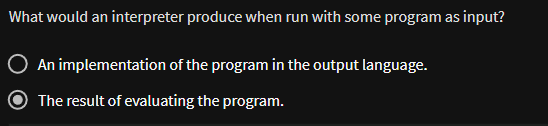 What would an interpreter produce when run with some program as input?
An implementation of the program in the output language.
The result of evaluating the program.